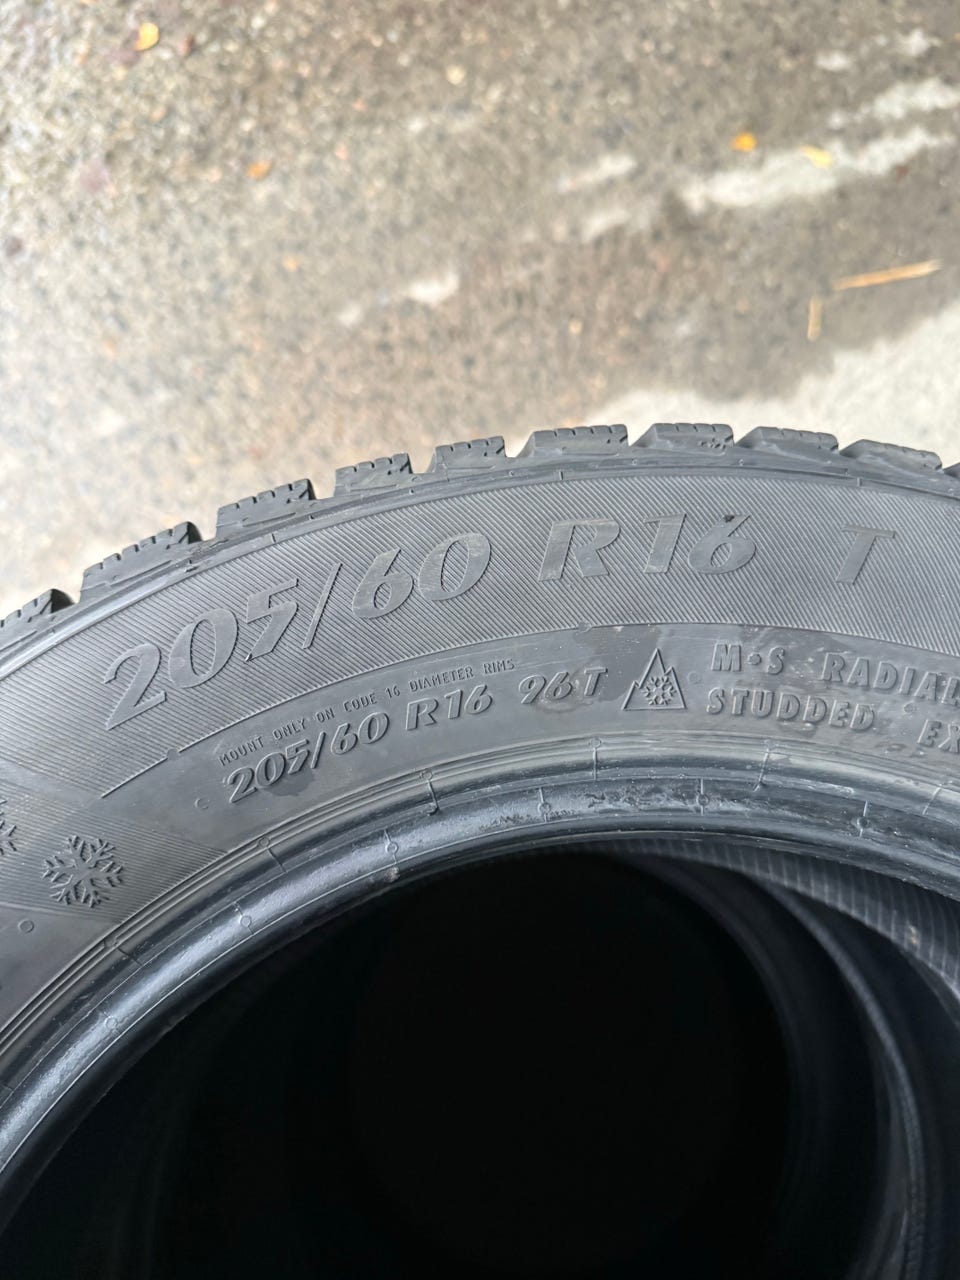 205/60 R16 T
MOUNT ONLY ON CODE 16 DIAMETER RIMS
205/60 R16 96T
M·S RADIAL
STUDDED